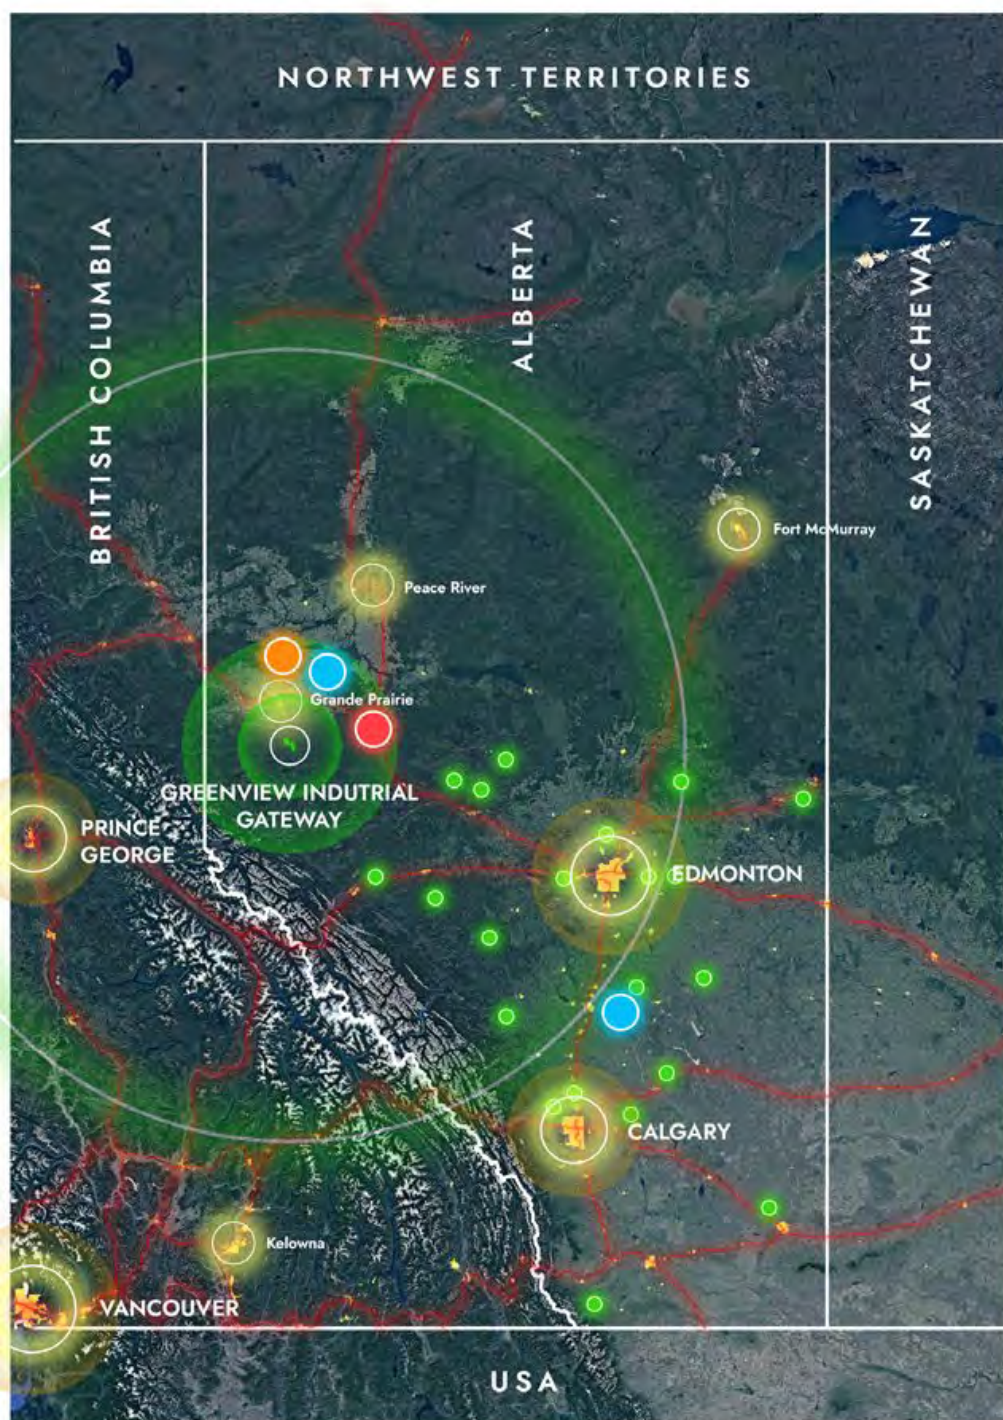 NORTHWEST TERRITORIES
BRITISH COLUMBIA
ALBERTA
SASKATCHEWAN
Fort McMurray
Peace River
Grande Prairie
GREENVIEW INDUTRIAL
GATEWAY
PRINCE
GEORGE
EDMONTON
CALGARY
Kelowna
VANCOUVER
USA